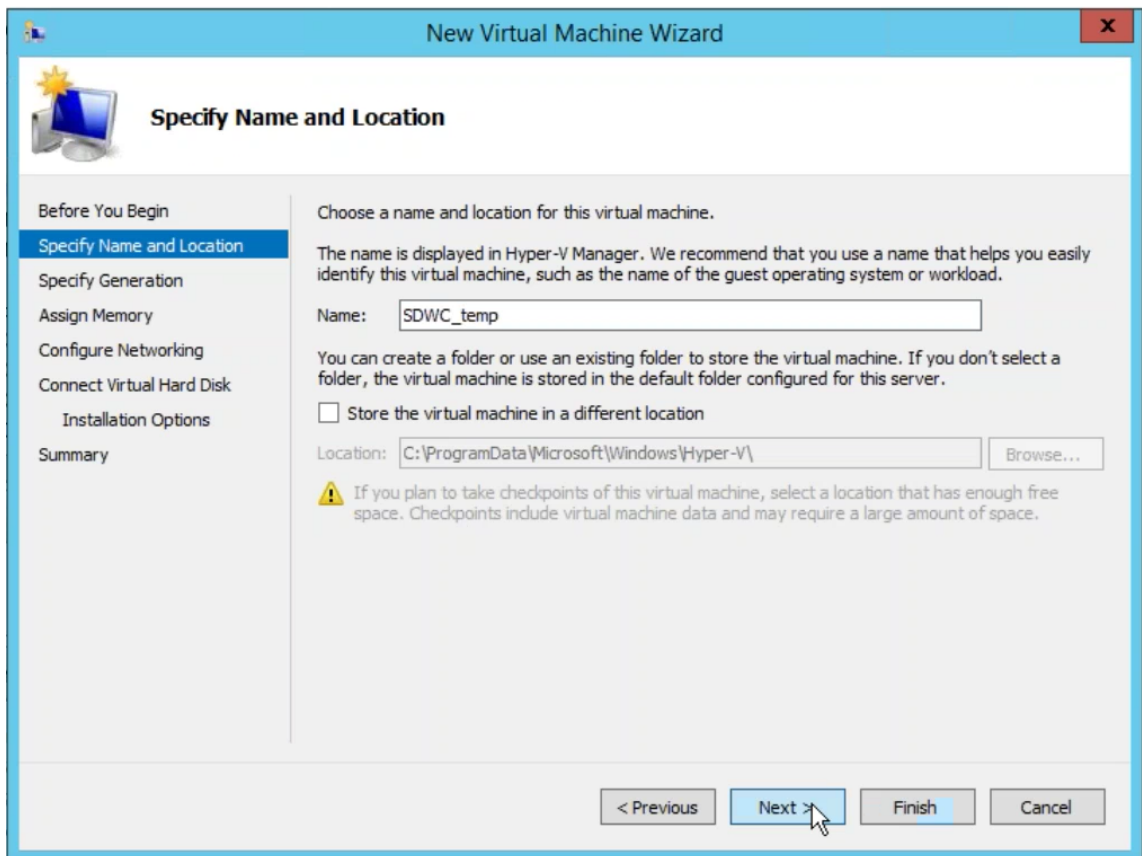 New Virtual Machine Wizard
x
Specify Name and Location
Before You Begin
Specify Name and Location
Specify Generation
Assign Memory
Configure Networking
Connect Virtual Hard Disk
Installation Options
Summary
Choose a name and location for this virtual machine.
The name is displayed in Hyper-V Manager. We recommend that you use a name that helps you easily
identify this virtual machine, such as the name of the guest operating system or workload.
Name: SDWC_temp
You can create a folder or use an existing folder to store the virtual machine. If you don't select a
folder, the virtual machine is stored in the default folder configured for this server.
Store the virtual machine in a different location
Location: C:\ProgramData\Microsoft\Windows\Hyper-V\ Browse...
If you plan to take checkpoints of this virtual machine, select a location that has enough free
space. Checkpoints include virtual machine data and may require a large amount of space.
< Previous Next > Finish Cancel